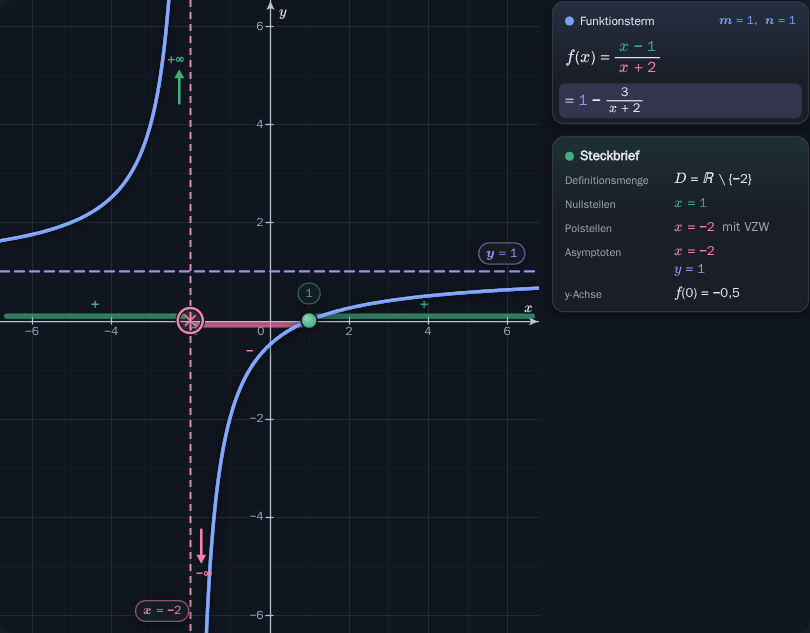 6
y
+∞
4
2
y = 1
+
1
+
x
−6
−4
0
2
4
6
−
−2
−4
−∞
x = −2
−6
Funktionsterm
m = 1, n = 1
f(x) = x − 1 / x + 2
= 1 − 3 / x + 2
Steckbrief
Definitionsmenge D = ℝ \ {−2}
Nullstellen x = 1
Polstellen x = −2 mit VZW
Asymptoten x = −2
y = 1
y-Achse f(0) = −0,5